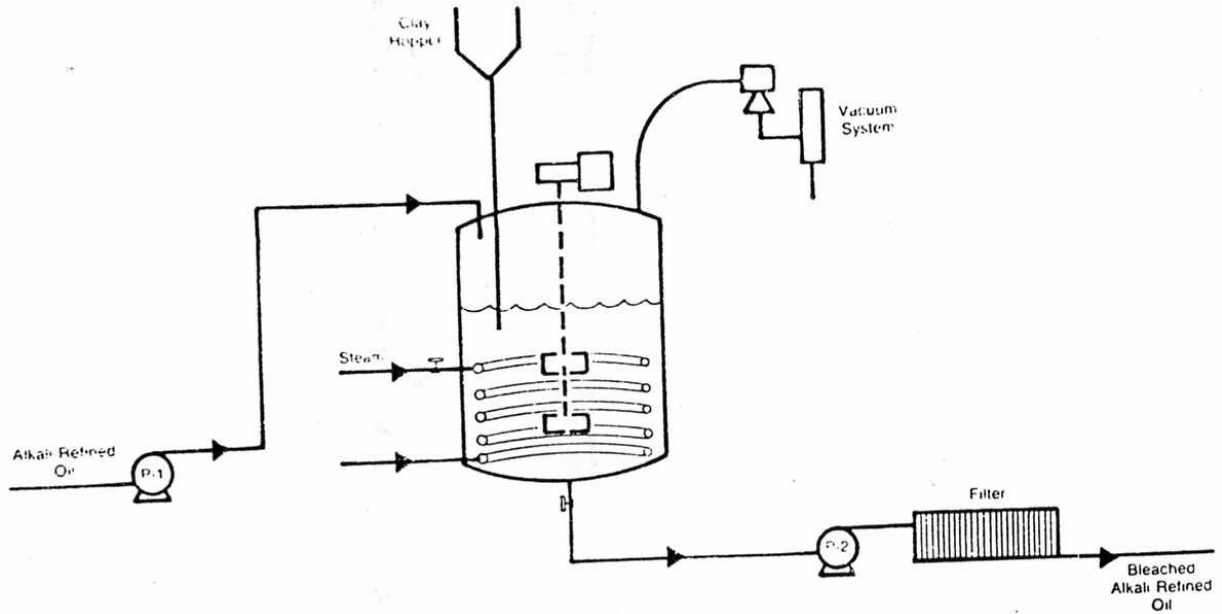 Clay
Hopper
Vacuum
System
Steam
Alkali Refined
Oil
P-1
P-2
Filter
Bleached
Alkali Refined
Oil